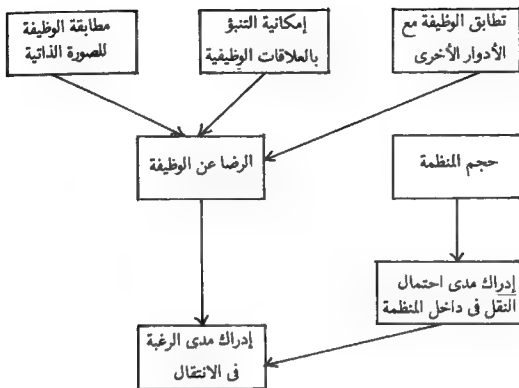 تطابق الوظيفة مع
الأدوار الأخرى
إمكانية التنبؤ
بالعلاقات الوظيفية
مطابقة الوظيفة
للصورة الذاتية
حجم المنظمة
الرضا عن الوظيفة
إدراك مدى احتمال
النقل فى داخل المنظمة
إدراك مدى الرغبة
فى الانتقال